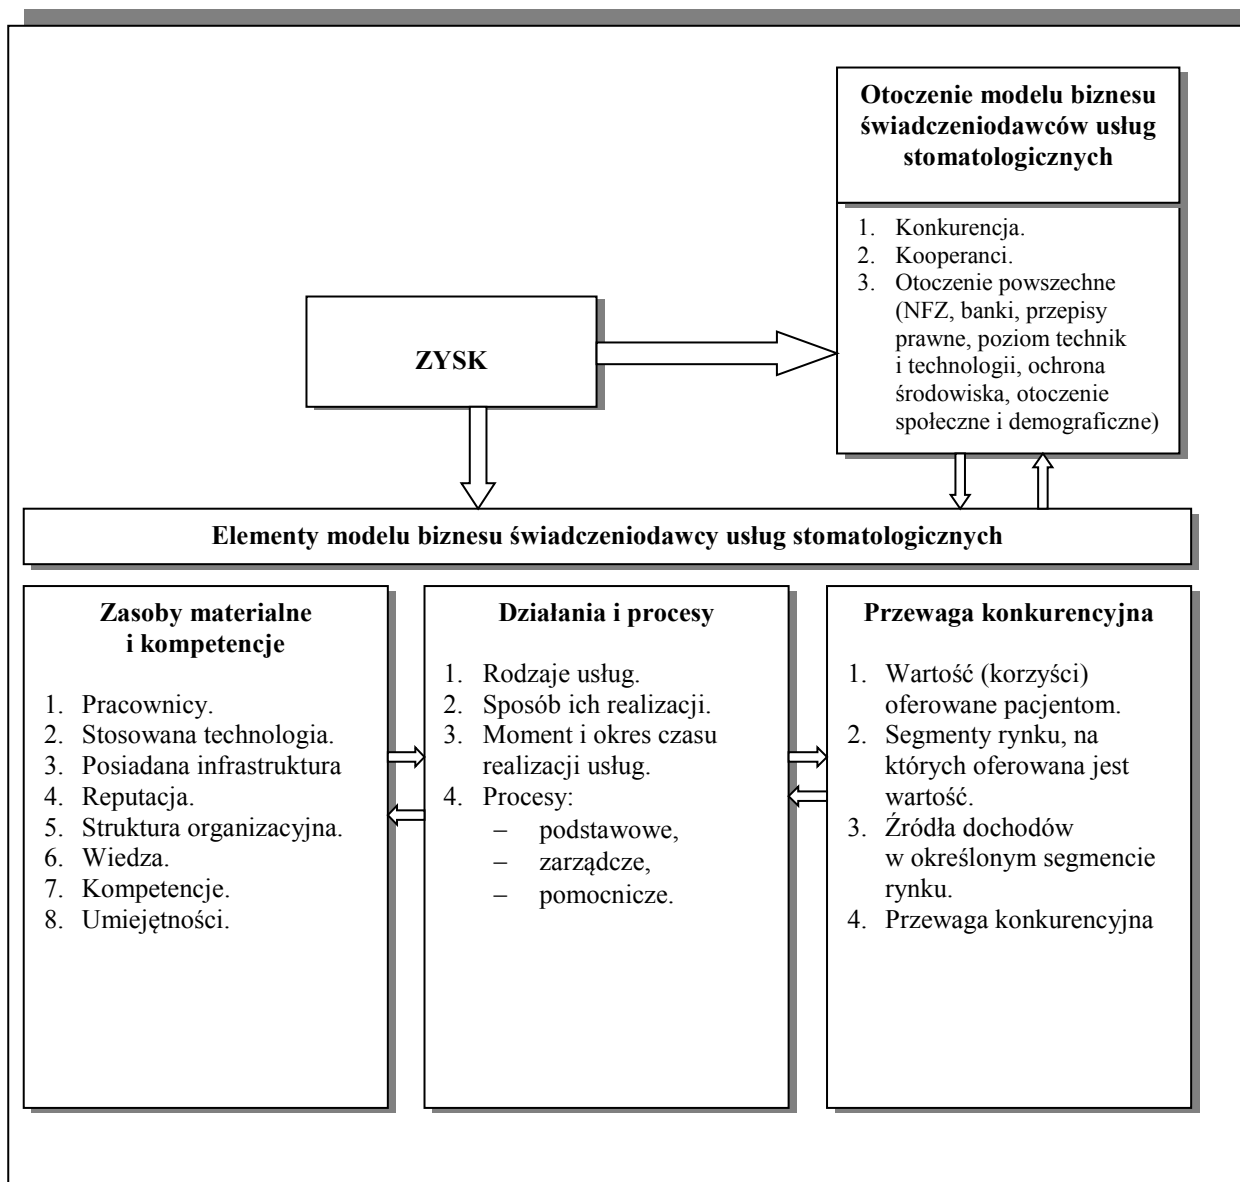 Otoczenie modelu biznesu
świadczeniodawców usług
stomatologicznych
1. Konkurencja.
2. Kooperanci.
3. Otoczenie powszechne
(NFZ, banki, przepisy
prawne, poziom technik
i technologii, ochrona
środowiska, otoczenie
społeczne i demograficzne)
ZYSK
Elementy modelu biznesu świadczeniodawcy usług stomatologicznych
Zasoby materialne
i kompetencje
1. Pracownicy.
2. Stosowana technologia.
3. Posiadana infrastruktura
4. Reputacja.
5. Struktura organizacyjna.
6. Wiedza.
7. Kompetencje.
8. Umiejętności.
Działania i procesy
1. Rodzaje usług.
2. Sposób ich realizacji.
3. Moment i okres czasu
realizacji usług.
4. Procesy:
– podstawowe,
– zarządcze,
– pomocnicze.
Przewaga konkurencyjna
1. Wartość (korzyści)
oferowane pacjentom.
2. Segmenty rynku, na
których oferowana jest
wartość.
3. Źródła dochodów
w określonym segmencie
rynku.
4. Przewaga konkurencyjna